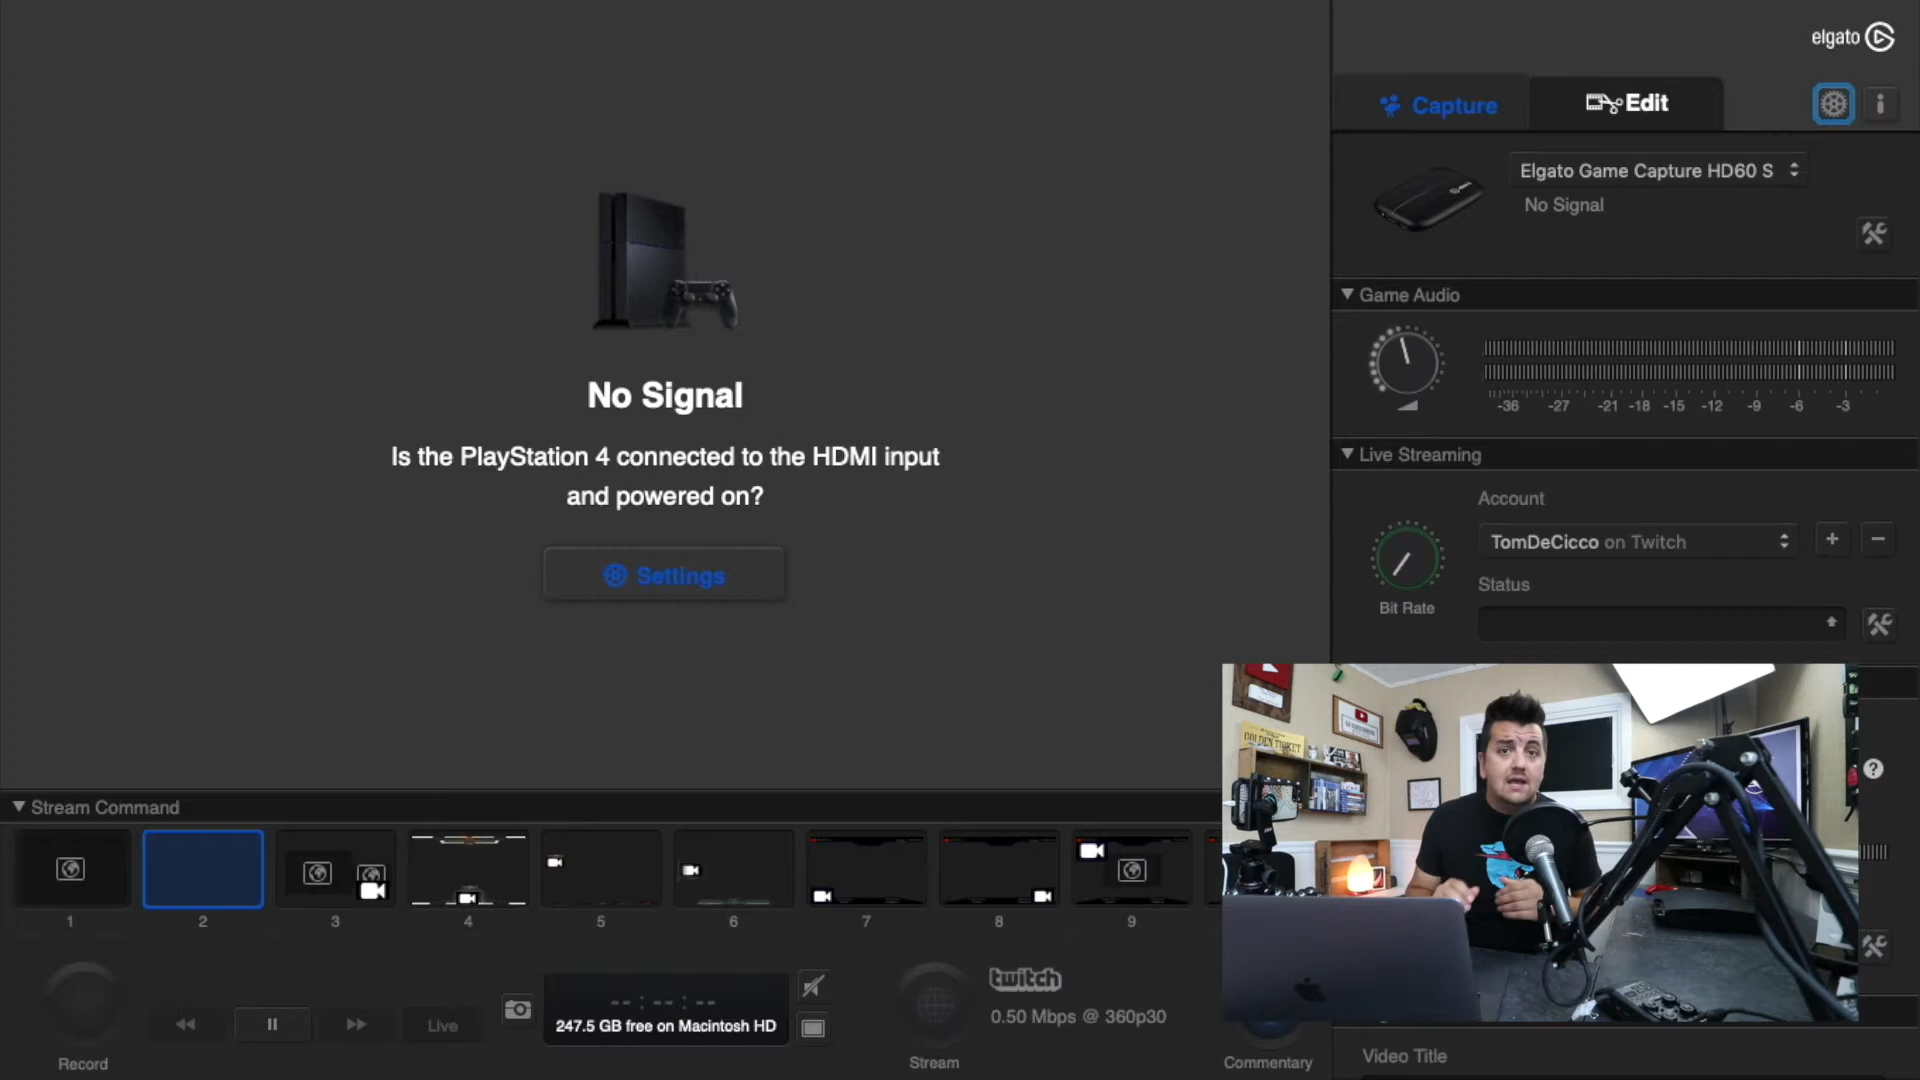 elgato
Capture
Edit
Elgato Game Capture HD60 S
No Signal
Game Audio
-36 -27 -21 -18 -15 -12 -9 -6 -3
Live Streaming
Account
TomDeCicco on Twitch
Status
Bit Rate
No Signal
Is the PlayStation 4 connected to the HDMI input
and powered on?
Settings
GOLDEN TICKET
Stream Command
1 2 3 4 5 6 7 8 9
--:--:--
247.5 GB free on Macintosh HD
Live
Record
twitch
0.50 Mbps @ 360p30
Stream
Commentary
Video Title